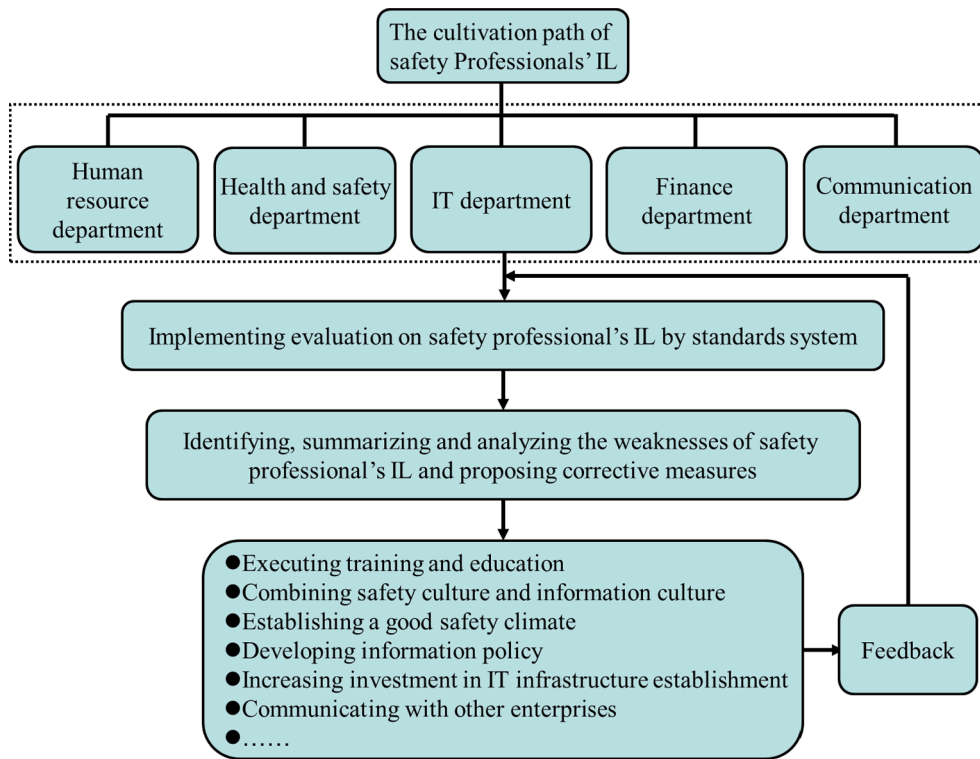 The cultivation path of
safety Professionals’ IL
Human
resource
department
Health and safety
department
IT department
Finance
department
Communication
department
Implementing evaluation on safety professional’s IL by standards system
Identifying, summarizing and analyzing the weaknesses of safety
professional’s IL and proposing corrective measures
●Executing training and education
●Combining safety culture and information culture
●Establishing a good safety climate
●Developing information policy
●Increasing investment in IT infrastructure establishment
●Communicating with other enterprises
●……
Feedback